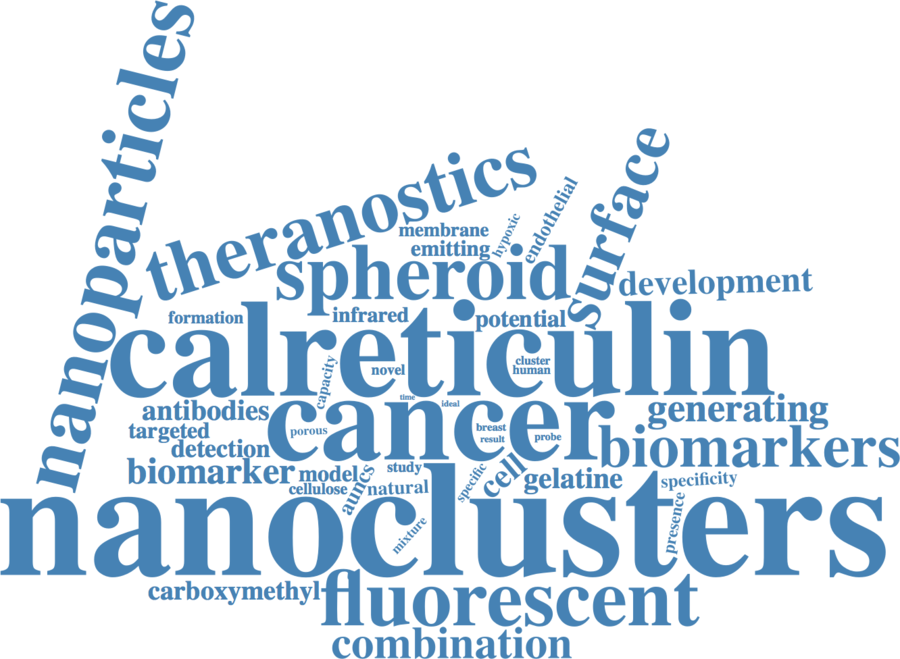 nanoparticles
theranostics
surface
membrane
hypoxic
endothelial
emitting
spheroid
development
formation
infrared
potential
calreticulin
capacity
novel
cluster
human
time
ideal
antibodies
cancer
generating
targeted
porous
breast
result
probe
detection
biomarkers
biomarker
model
auncs
study
specific
cell
gelatine
specificity
cellulose
natural
presence
mixture
nanoclusters
carboxymethyl
fluorescent
combination